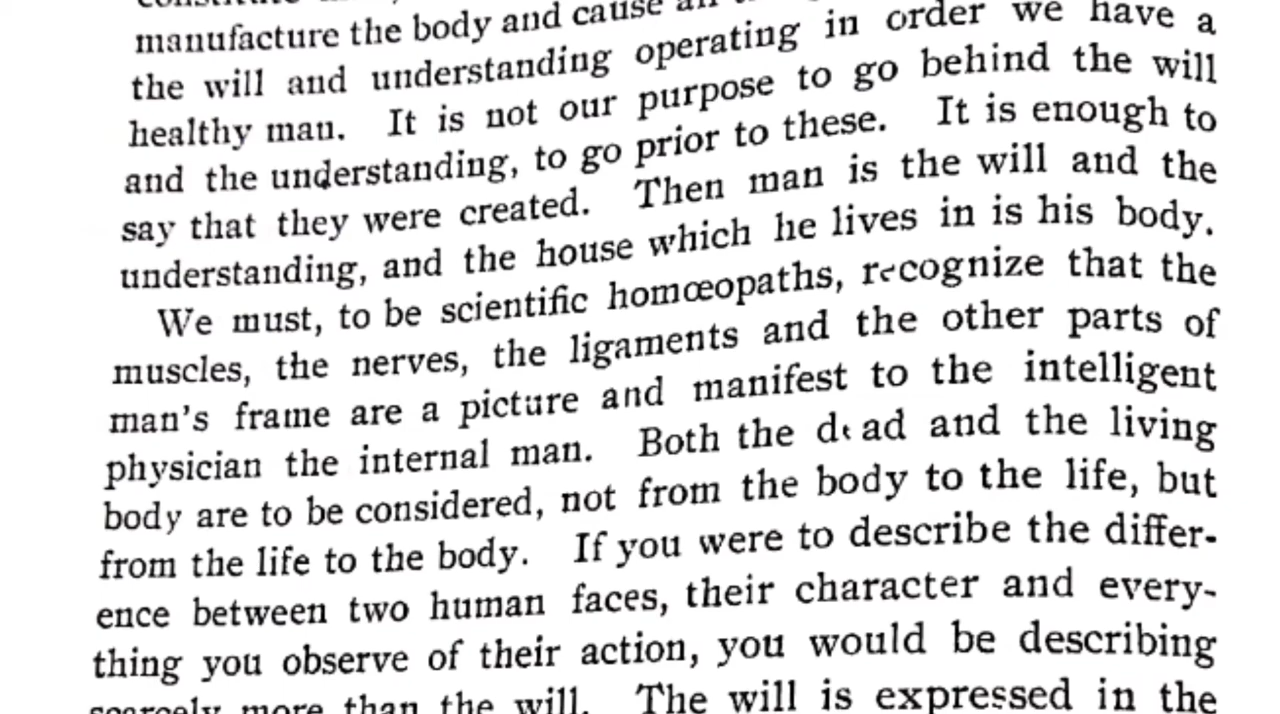 manufacture the body and cause
the will and understanding operating in order we have a
healthy man. It is not our purpose to go behind the will
and the understanding, to go prior to these. It is enough to
say that they were created. Then man is the will and the
understanding, and the house which he lives in is his body.
We must, to be scientific homœopaths, recognize that the
muscles, the nerves, the ligaments and the other parts of
man's frame are a picture and manifest to the intelligent
physician the internal man. Both the dead and the living
body are to be considered, not from the body to the life, but
from the life to the body. If you were to describe the differ-
ence between two human faces, their character and every-
thing you observe of their action, you would be describing
scarcely more than the will. The will is expressed in the